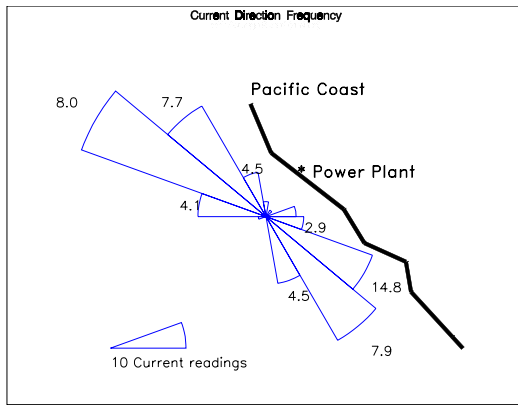 Current Direction Frequency
Pacific Coast
8.0
7.7
4.5
* Power Plant
4.1
2.9
14.8
4.5
7.9
10 Current readings